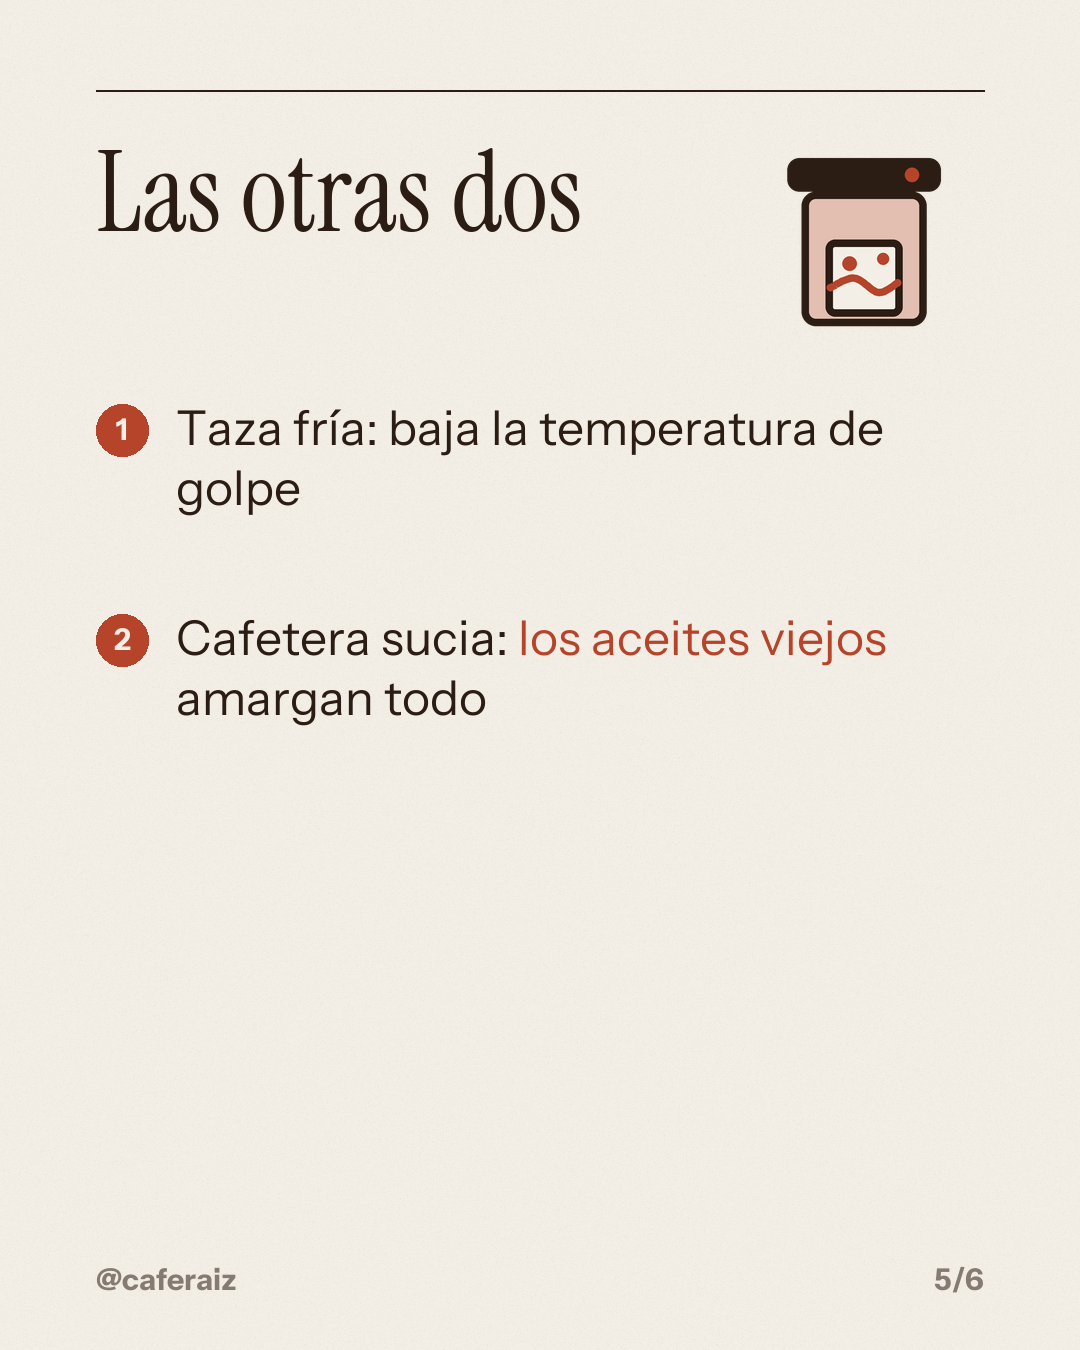 Las otras dos
1 Taza fría: baja la temperatura de
golpe
2 Cafetera sucia: los aceites viejos
amargan todo
@caferaiz 5/6